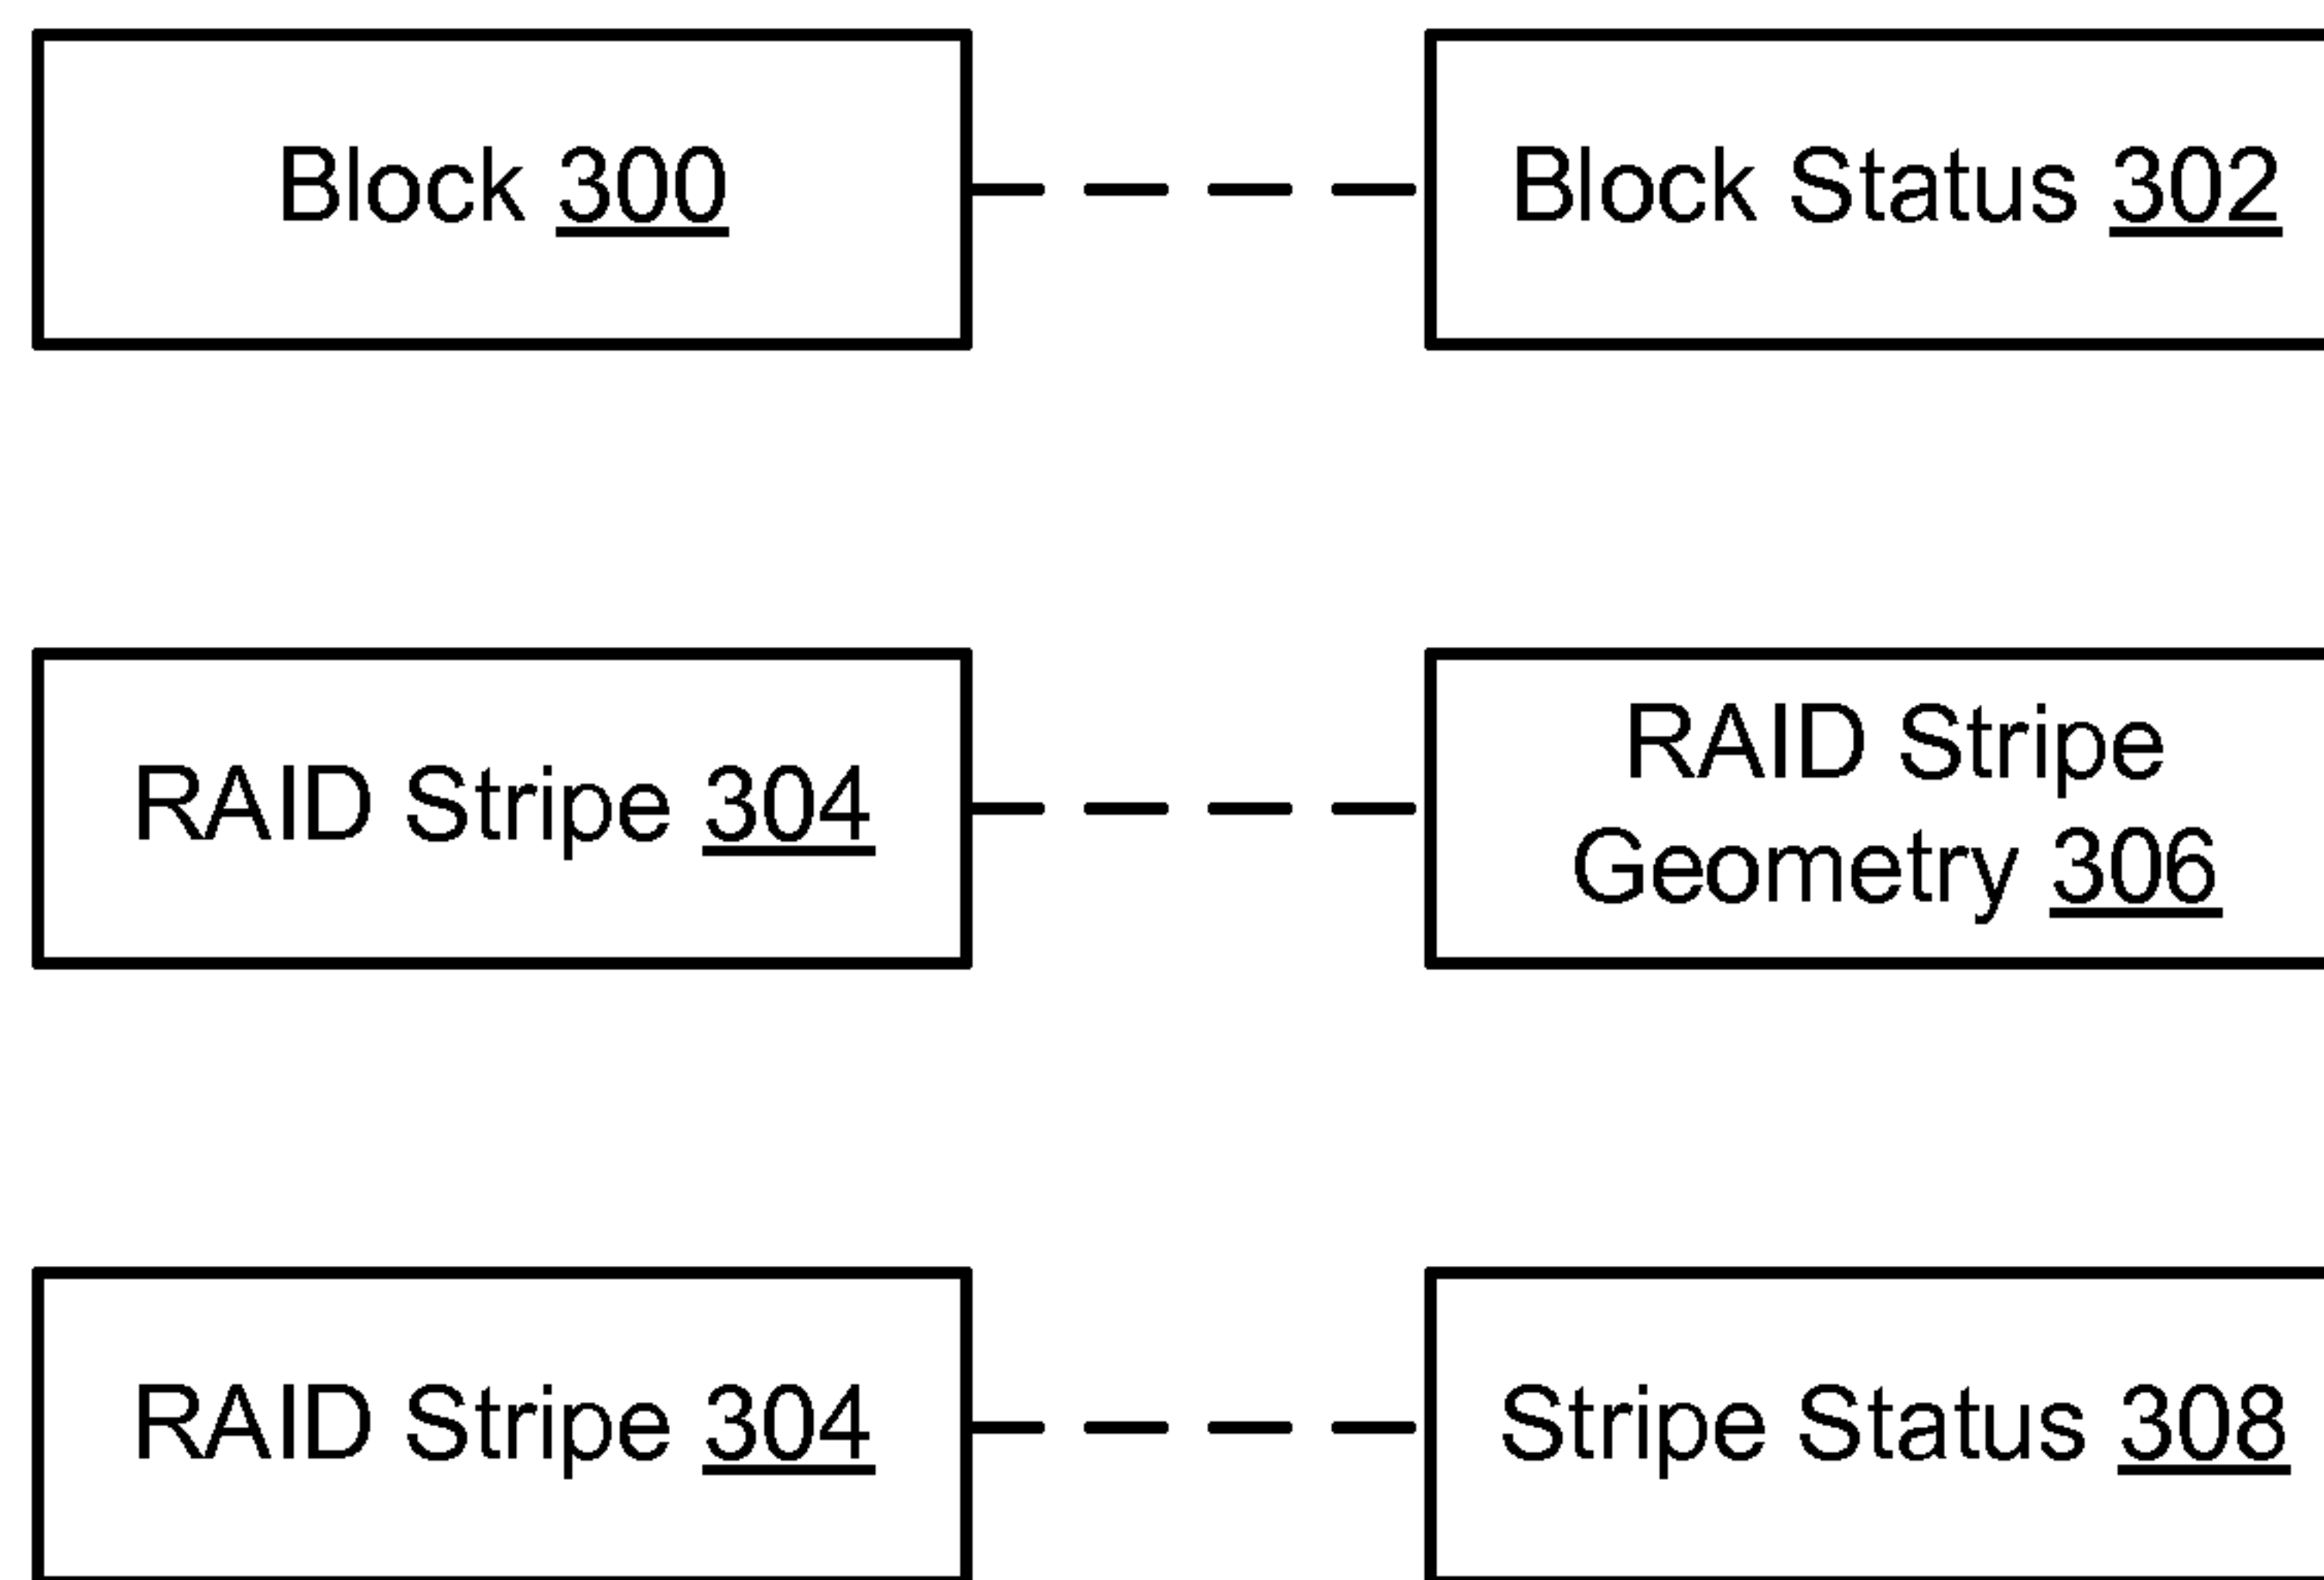 Block 300
Block Status 302
RAID Stripe 304
RAID Stripe
Geometry 306
RAID Stripe 304
Stripe Status 308